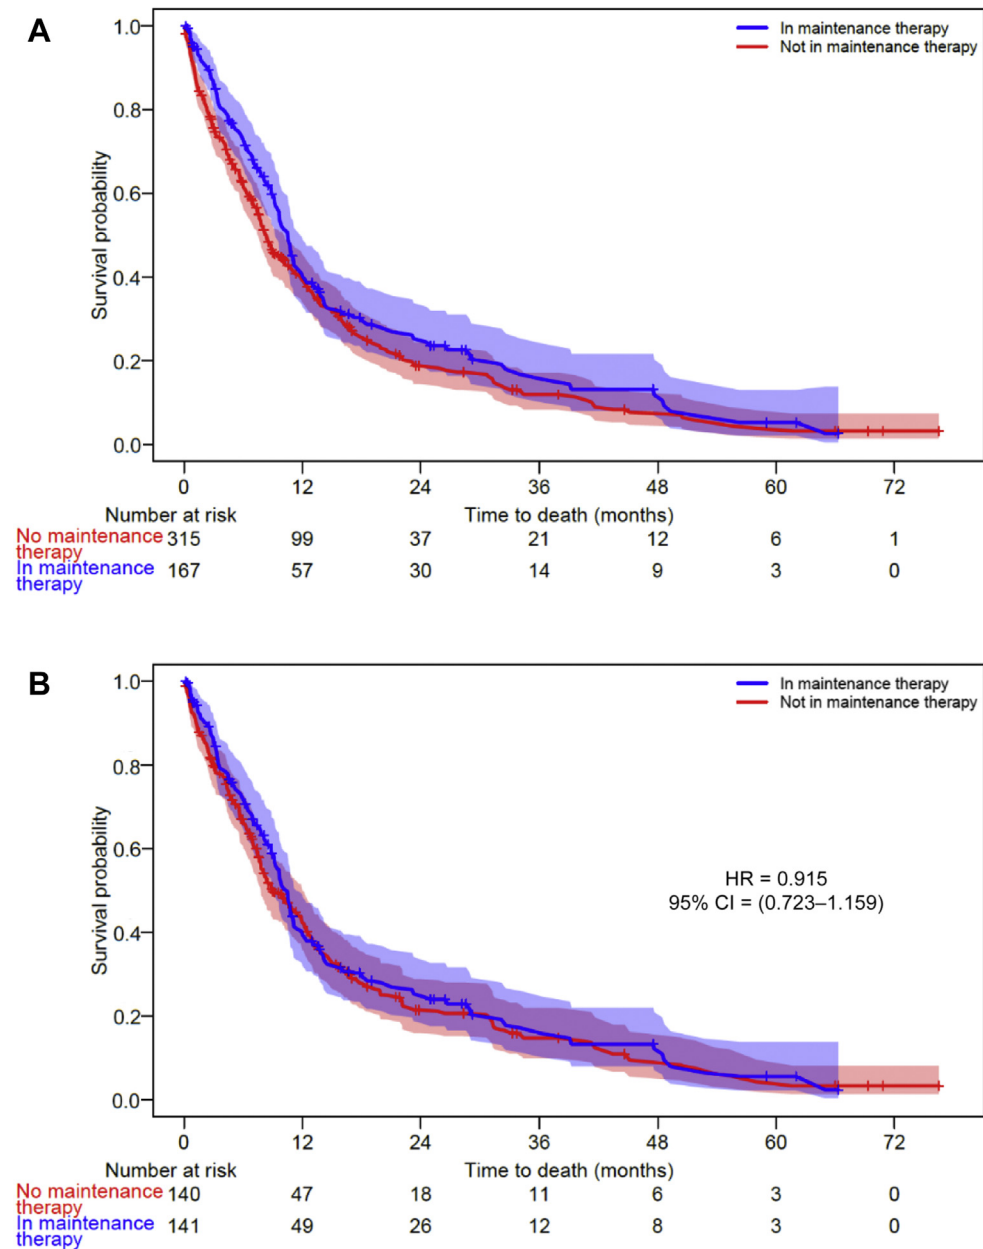 A
In maintenance therapy
Not in maintenance therapy
Survival probability
1.0
0.8
0.6
0.4
0.2
0.0
0 12 24 36 48 60 72
Number at risk Time to death (months)
No maintenance therapy 315 99 37 21 12 6 1
In maintenance therapy 167 57 30 14 9 3 0
B
In maintenance therapy
Not in maintenance therapy
Survival probability
1.0
0.8
0.6
0.4
0.2
0.0
HR = 0.915
95% CI = (0.723–1.159)
0 12 24 36 48 60 72
Number at risk Time to death (months)
No maintenance therapy 140 47 18 11 6 3 0
In maintenance therapy 141 49 26 12 8 3 0